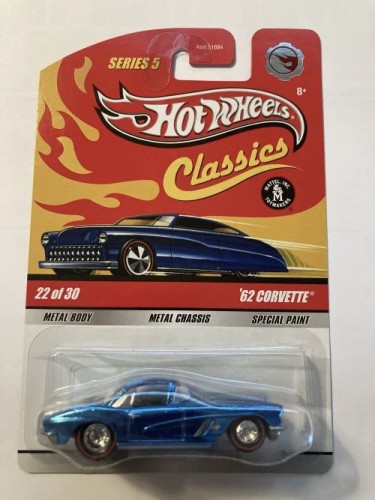 SERIES 5
8+
HOT WHEELS®
Classics
MATTEL, INC.
M
TOYMAKERS
22 of 30
'62 CORVETTE®
METAL BODY
METAL CHASSIS
SPECIAL PAINT